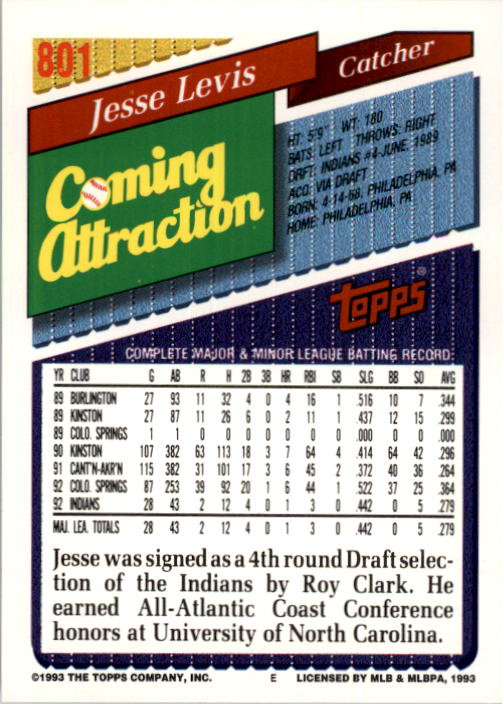 801
Jesse Levis
Catcher
Coming
Attraction
HT: 5'9" WT: 180
BATS: LEFT THROWS: RIGHT
DRFT: INDIANS #4-JUNE, 1989
ACQ: VIA DRAFT
BORN: 4-14-68, PHILADELPHIA, PA
HOME: PHILADELPHIA, PA
topps®
COMPLETE MAJOR & MINOR LEAGUE BATTING RECORD
YR CLUB G AB R H 2B 3B HR RBI SB SLG BB SO AVG
89 BURLINGTON 27 93 11 32 4 0 4 16 1 .516 10 7 .344
89 KINSTON 27 87 11 26 6 0 2 11 1 .437 12 15 .299
89 COLO. SPRINGS 1 1 0 0 0 0 0 0 0 .000 0 0 .000
90 KINSTON 107 382 63 113 18 3 7 64 4 .414 64 42 .296
91 CANT'N-AKR'N 115 382 31 101 17 3 6 45 2 .372 40 36 .264
92 COLO. SPRINGS 87 253 39 92 20 1 6 44 1 .522 37 25 .364
92 INDIANS 28 43 2 12 4 0 1 3 0 .442 0 5 .279
MAJ. LEA. TOTALS 28 43 2 12 4 0 1 3 0 .442 0 5 .279
Jesse was signed as a 4th round Draft selec-
tion of the Indians by Roy Clark. He
earned All-Atlantic Coast Conference
honors at University of North Carolina.
©1993 THE TOPPS COMPANY, INC. E LICENSED BY MLB & MLBPA, 1993